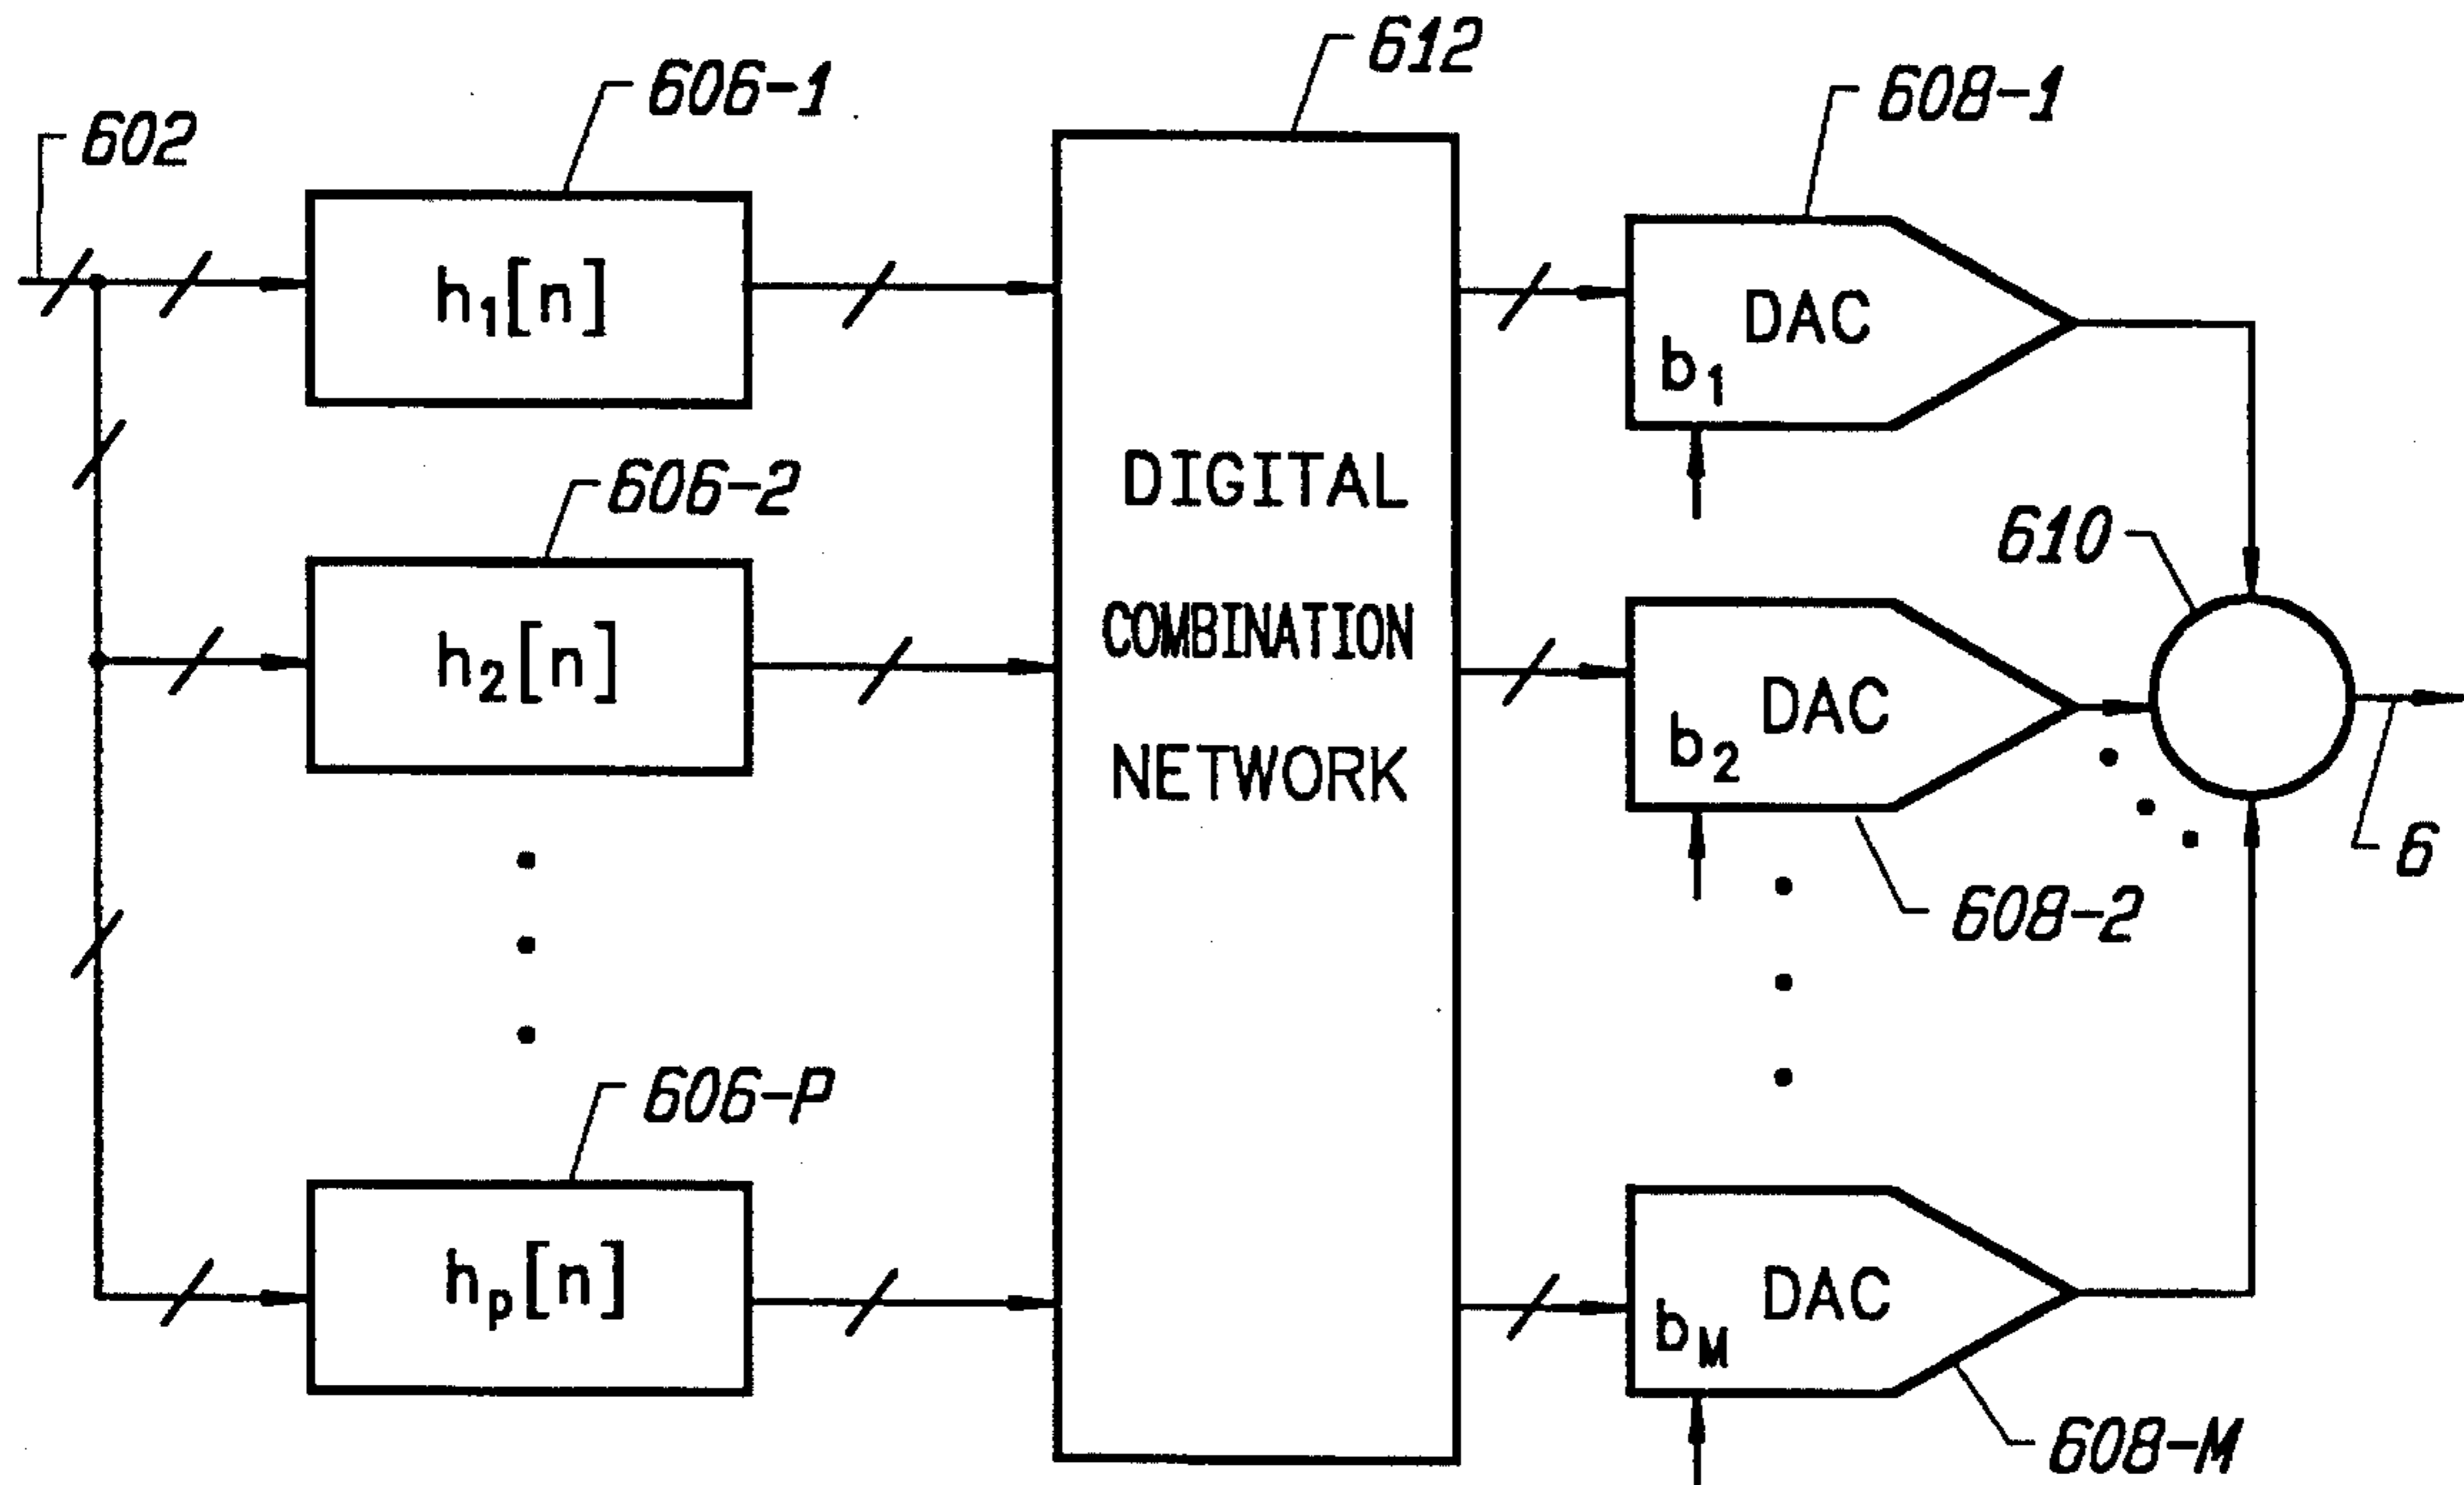 602
606-1
612
608-1
h1[n]
DAC
b1
606-2
DIGITAL
COMBINATION
NETWORK
610
h2[n]
DAC
b2
6
608-2
606-P
hp[n]
DAC
bM
608-M